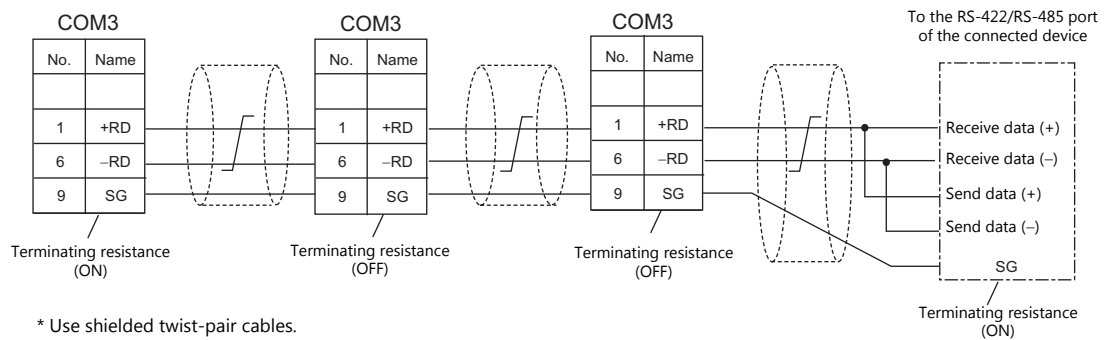 COM3
No. Name
1 +RD
6 −RD
9 SG
Terminating resistance
(ON)
COM3
No. Name
1 +RD
6 −RD
9 SG
Terminating resistance
(OFF)
COM3
No. Name
1 +RD
6 −RD
9 SG
Terminating resistance
(OFF)
To the RS-422/RS-485 port
of the connected device
Receive data (+)
Receive data (−)
Send data (+)
Send data (−)
SG
Terminating resistance
(ON)
* Use shielded twist-pair cables.